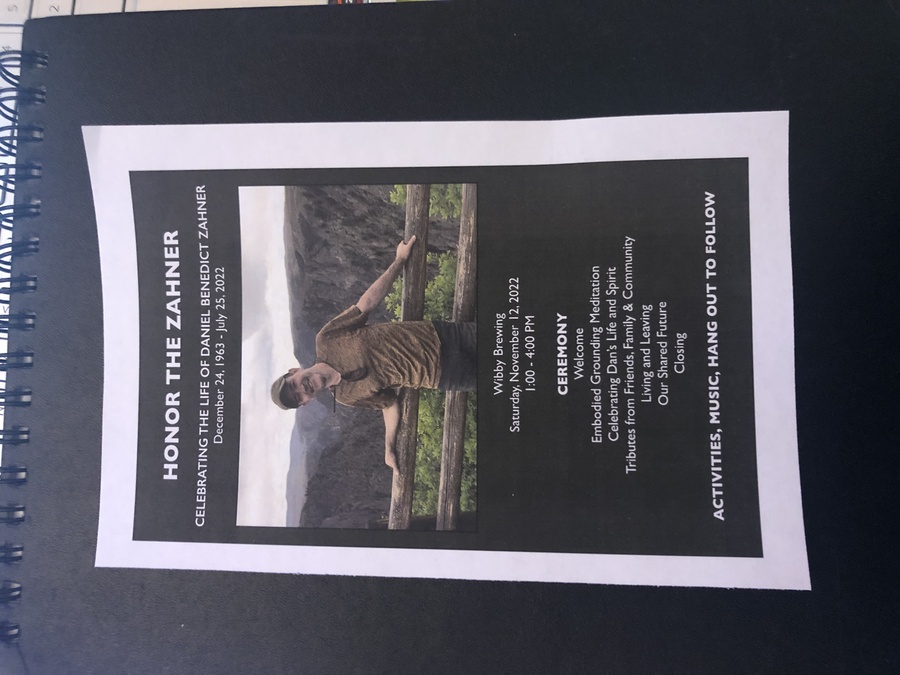 HONOR THE ZAHNER
CELEBRATING THE LIFE OF DANIEL BENEDICT ZAHNER
December 24, 1963 - July 25, 2022
Wibby Brewing
Saturday, November 12, 2022
1:00 - 4:00 PM
CEREMONY
Welcome
Embodied Grounding Meditation
Celebrating Dan's Life and Spirit
Tributes from Friends, Family & Community
Living and Leaving
Our Shared Future
Closing
ACTIVITIES, MUSIC, HANG OUT TO FOLLOW
5
2